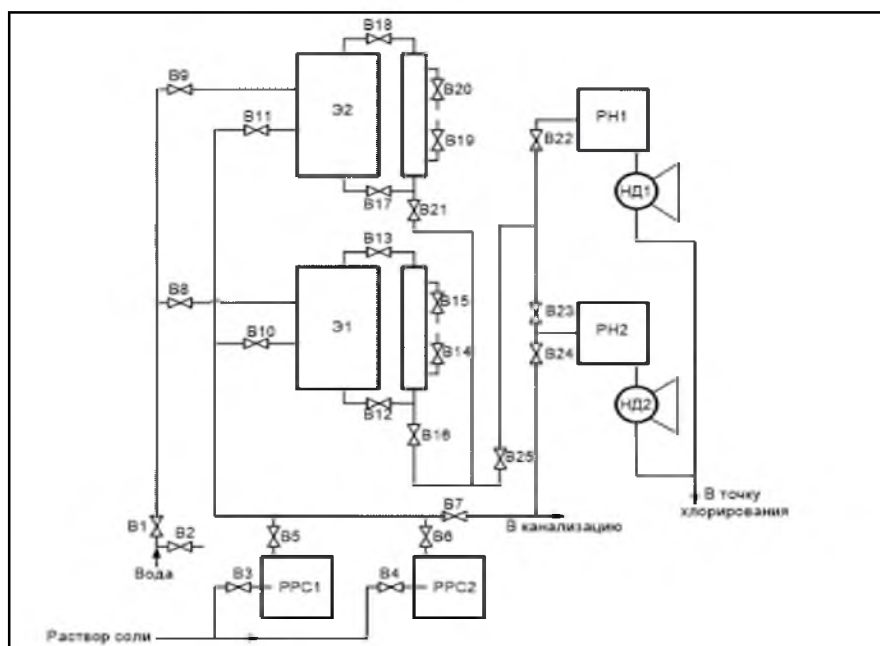 В18
В9
В20
Э2
РН1
В11
В22
В19
НД1
В17
В21
В13
В8
В15
В23
Э1
РН2
В10
В14
В24
В12
НД2
В16
В25
В7
В точку
хлорирования
В1
В2
В канализацию
В5
В6
Вода
В3
РРС1
В4
РРС2
Раствор соли